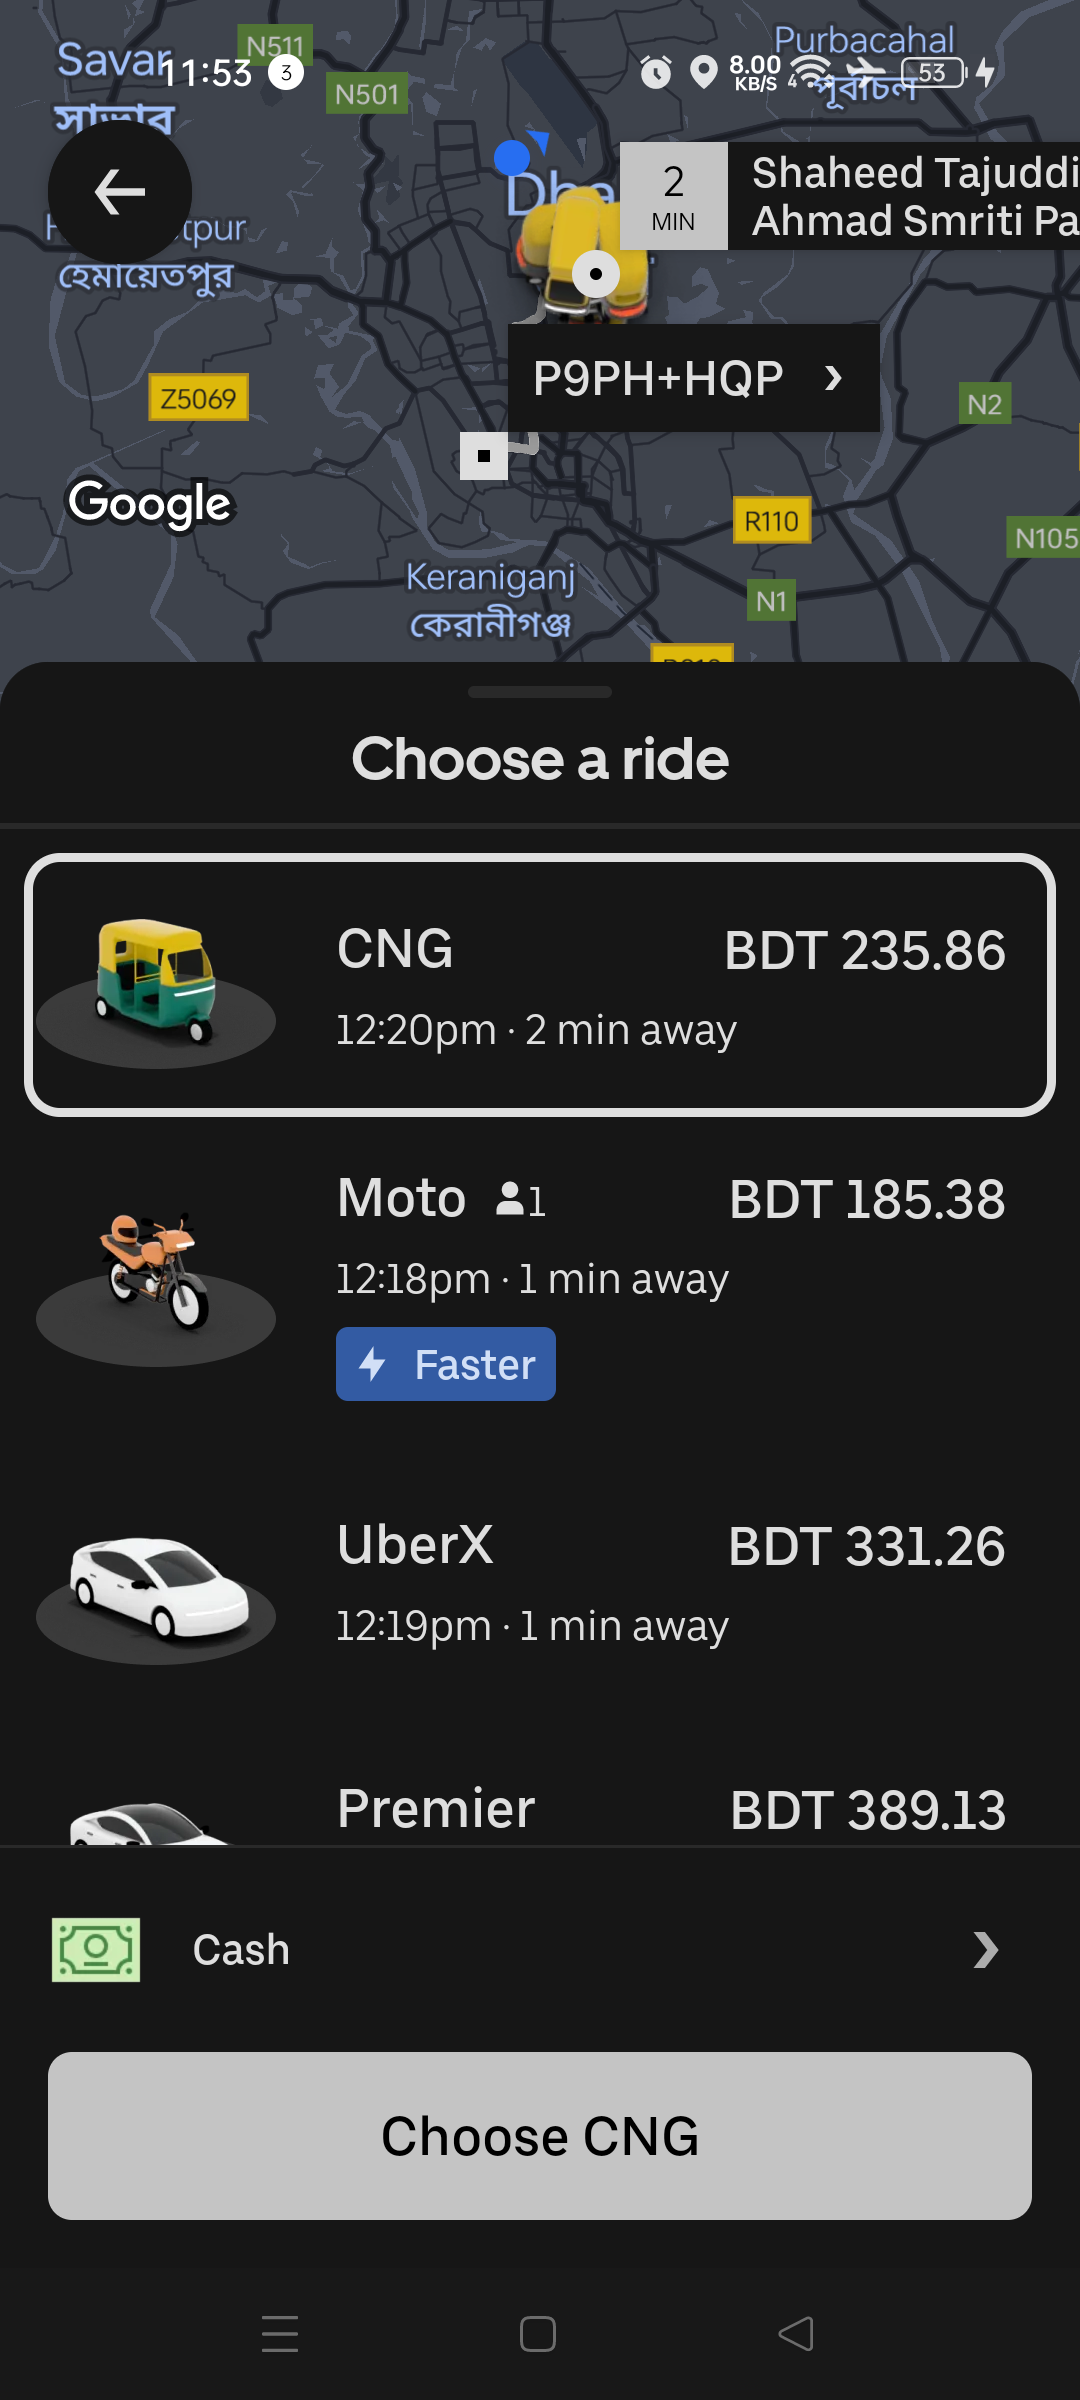 Savar
N511
Purbacahal
11:53
3
8.00
KB/S
4
53
সাভার
N501
পূর্বাচল
2
MIN
Shaheed Tajuddi
Ahmad Smriti Pa
tpur
হেমায়েতপুর
P9PH+HQP
Z5069
N2
Google
R110
N105
Keraniganj
কেরানীগঞ্জ
N1
Choose a ride
CNG
BDT 235.86
12:20pm · 2 min away
Moto 1
BDT 185.38
12:18pm · 1 min away
Faster
UberX
BDT 331.26
12:19pm · 1 min away
Premier
BDT 389.13
Cash
Choose CNG